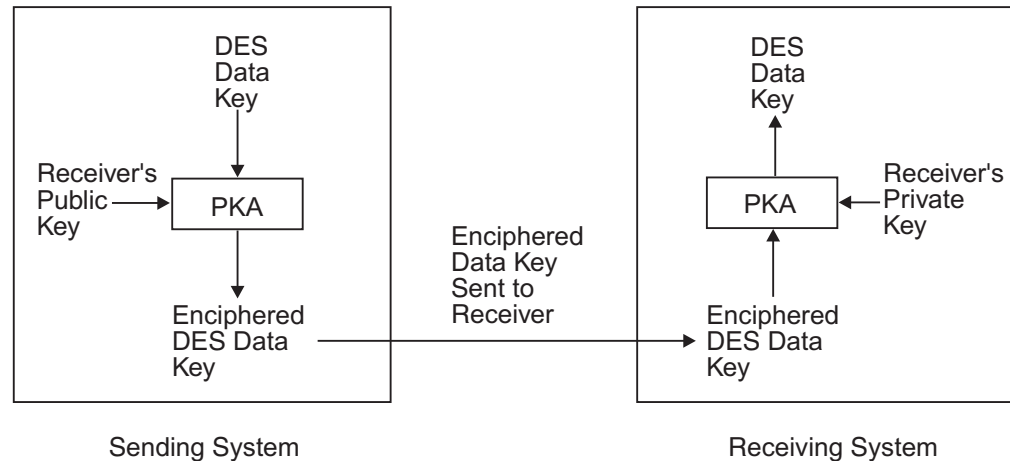 DES
Data
Key
Receiver's
Public
Key
PKA
Enciphered
DES Data
Key
Enciphered
Data Key
Sent to
Receiver
DES
Data
Key
PKA
Receiver's
Private
Key
Enciphered
DES Data
Key
Sending System
Receiving System